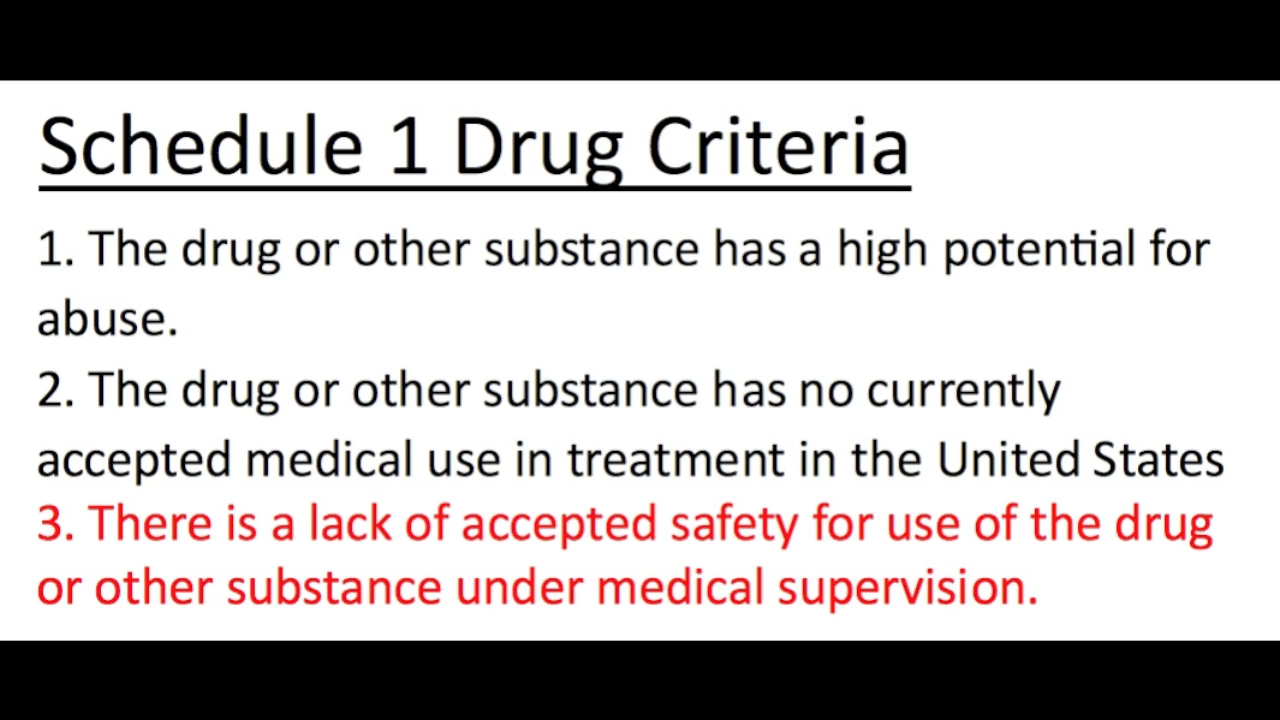 Schedule 1 Drug Criteria
1. The drug or other substance has a high potential for
abuse.
2. The drug or other substance has no currently
accepted medical use in treatment in the United States
3. There is a lack of accepted safety for use of the drug
or other substance under medical supervision.